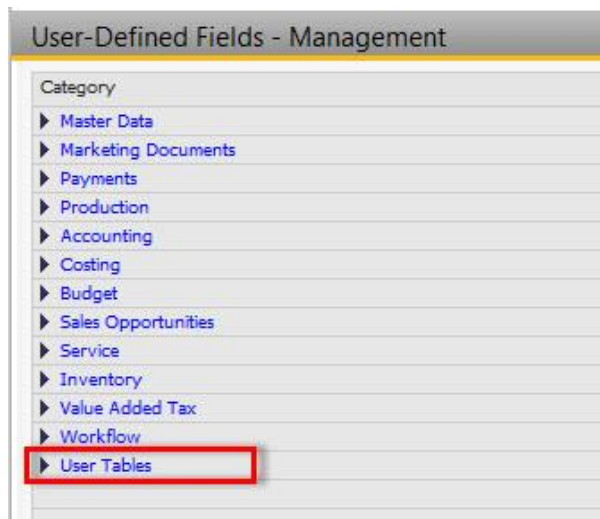 User-Defined Fields - Management
Category
Master Data
Marketing Documents
Payments
Production
Accounting
Costing
Budget
Sales Opportunities
Service
Inventory
Value Added Tax
Workflow
User Tables